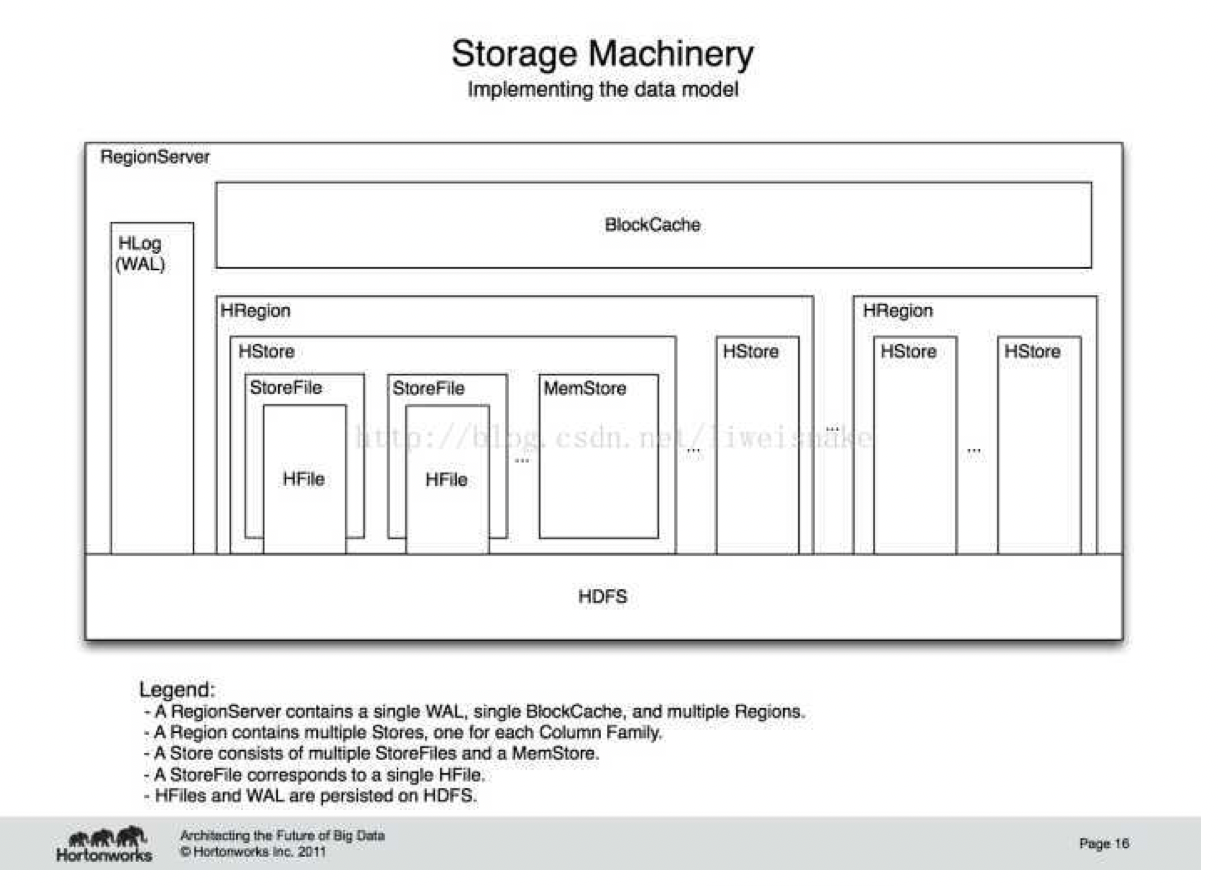 Storage Machinery
Implementing the data model
RegionServer
BlockCache
HLog
(WAL)
HRegion
HRegion
HStore
HStore
HStore
HStore
StoreFile
StoreFile
MemStore
http://blog.csdn.net/liweisnake
...
...
...
...
HFile
HFile
HDFS
Legend:
- A RegionServer contains a single WAL, single BlockCache, and multiple Regions.
- A Region contains multiple Stores, one for each Column Family.
- A Store consists of multiple StoreFiles and a MemStore.
- A StoreFile corresponds to a single HFile.
- HFiles and WAL are persisted on HDFS.
Hortonworks
Architecting the Future of Big Data
© Hortonworks Inc. 2011
Page 16